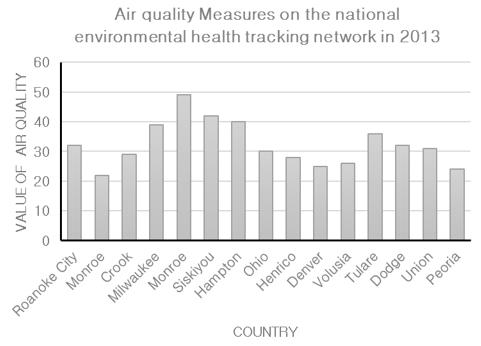 Air quality Measures on the national
environmental health tracking network in 2013
VALUE OF AIR QUALITY
60
50
40
30
20
10
0
Roanoke City
Monroe
Crook
Milwaukee
Monroe
Siskiyou
Hampton
Ohio
Henrico
Denver
Volusia
Tulare
Dodge
Union
Peoria
COUNTRY